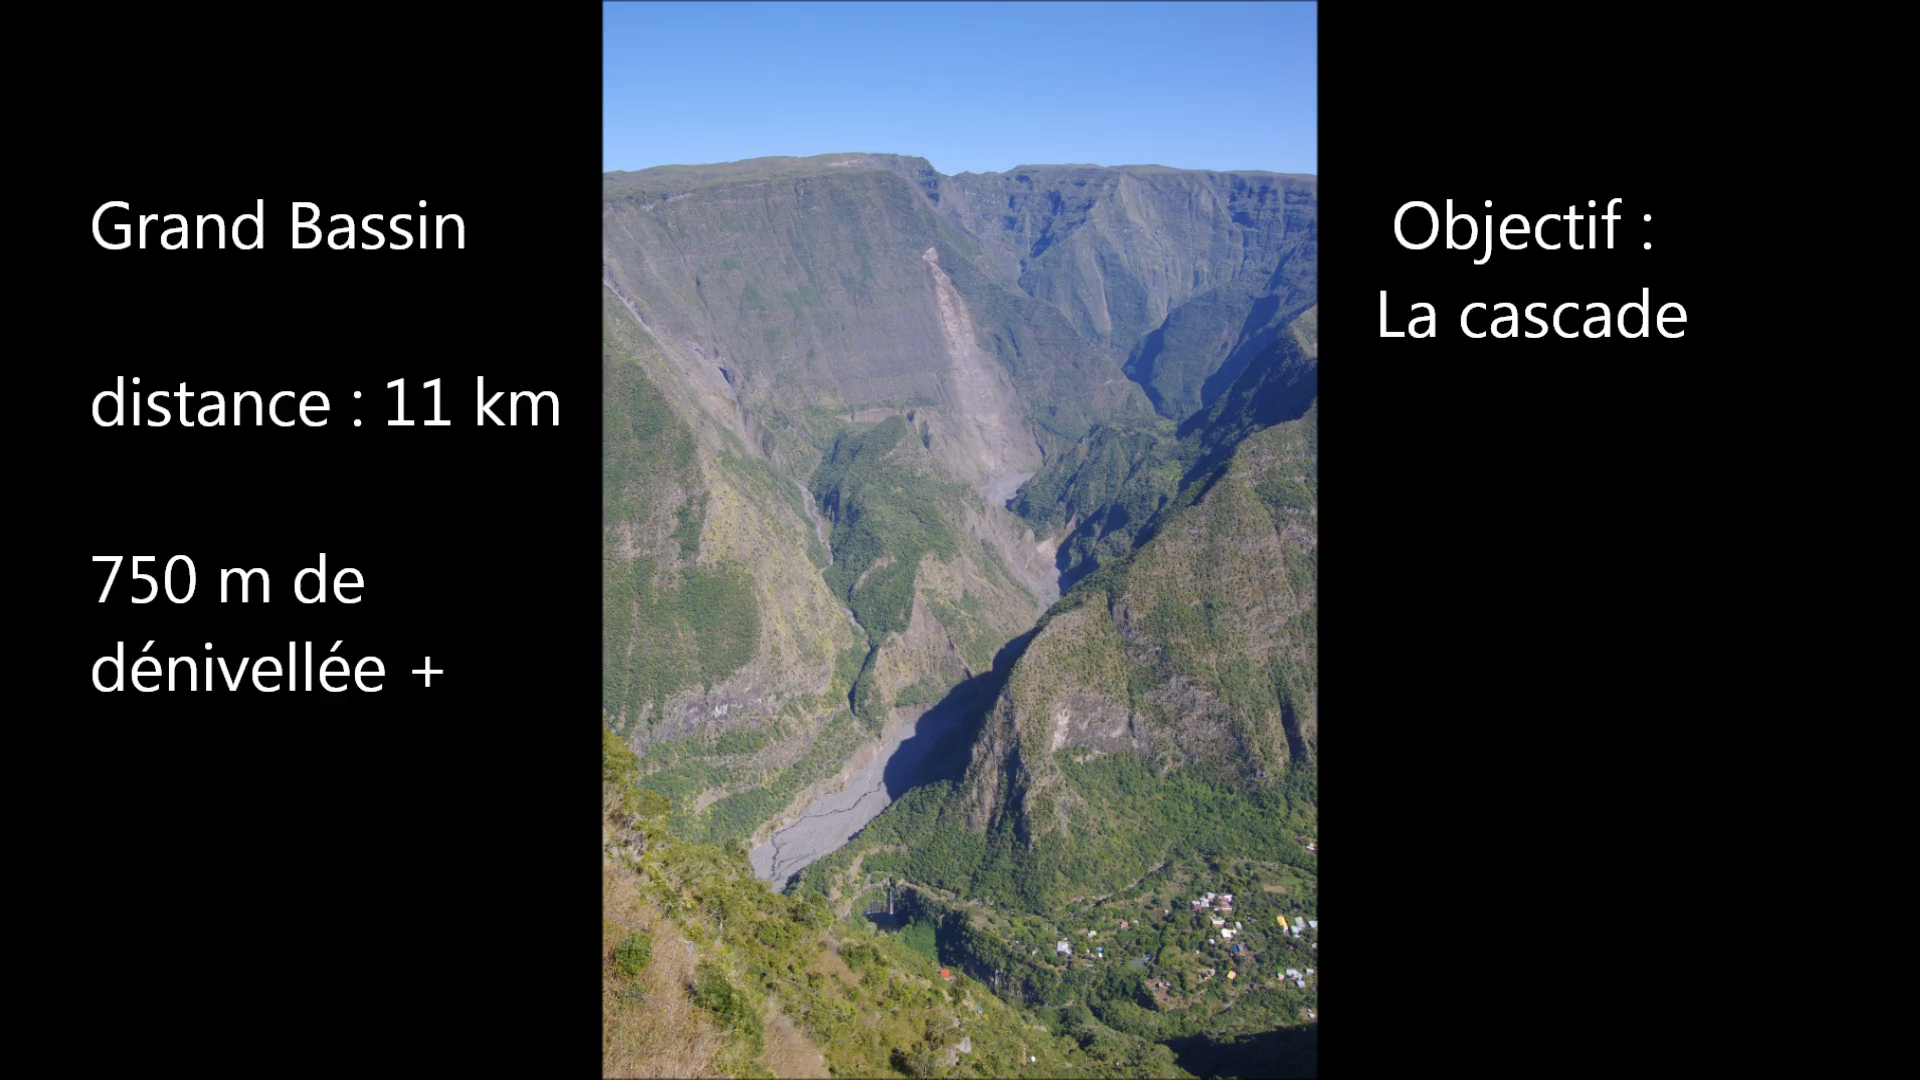 Grand Bassin
distance : 11 km
750 m de
dénivellée +
Objectif :
La cascade